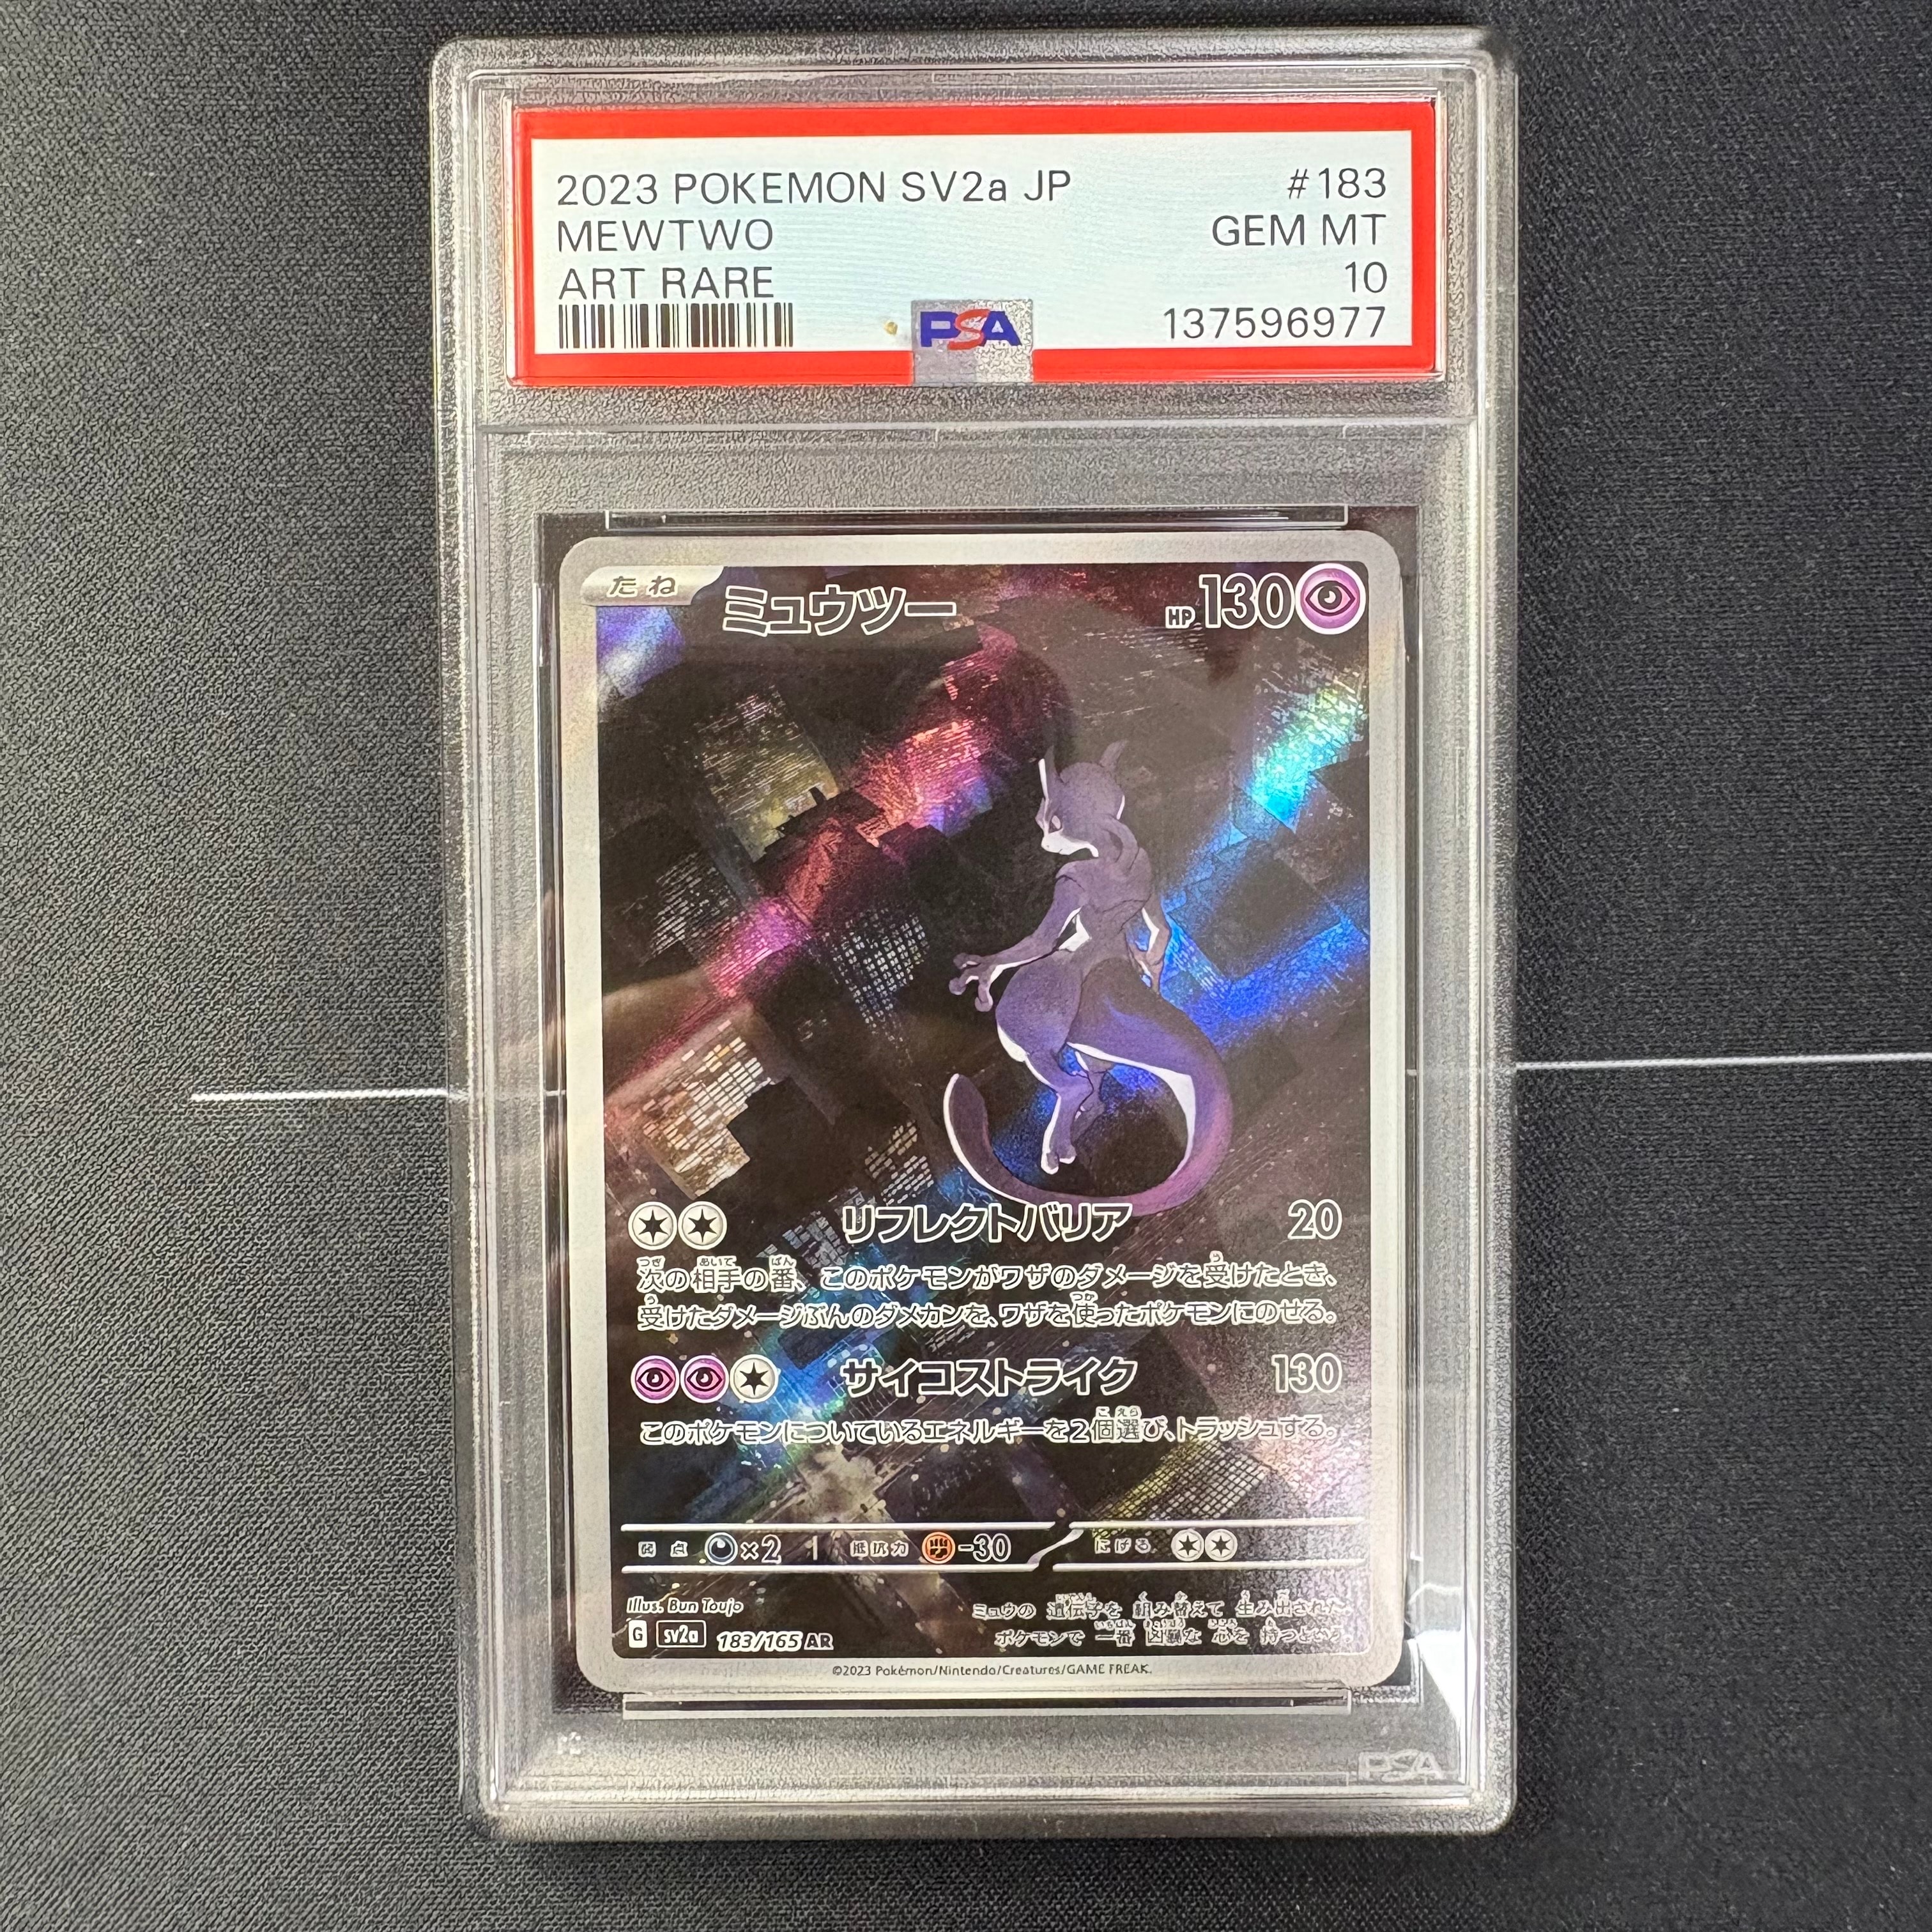 2023 POKEMON SV2a JP #183
MEWTWO GEM MT
ART RARE 10
PSA 137596977
たね ミュウツー HP 130
リフレクトバリア 20
次の相手の番、このポケモンがワザのダメージを受けたとき、
受けたダメージぶんのダメカンを、ワザを使ったポケモンにのせる。
サイコストライク 130
このポケモンについているエネルギーを2個選び、トラッシュする。
弱点 ×2 抵抗力 -30 にげる
Illus. Bun Toujo
ミュウの 遺伝子を 組み替えて 生み出された
ポケモンで 一番 凶暴な 心を 持つという
G sv2a 183/165 AR
©2023 Pokémon/Nintendo/Creatures/GAME FREAK.
PSA